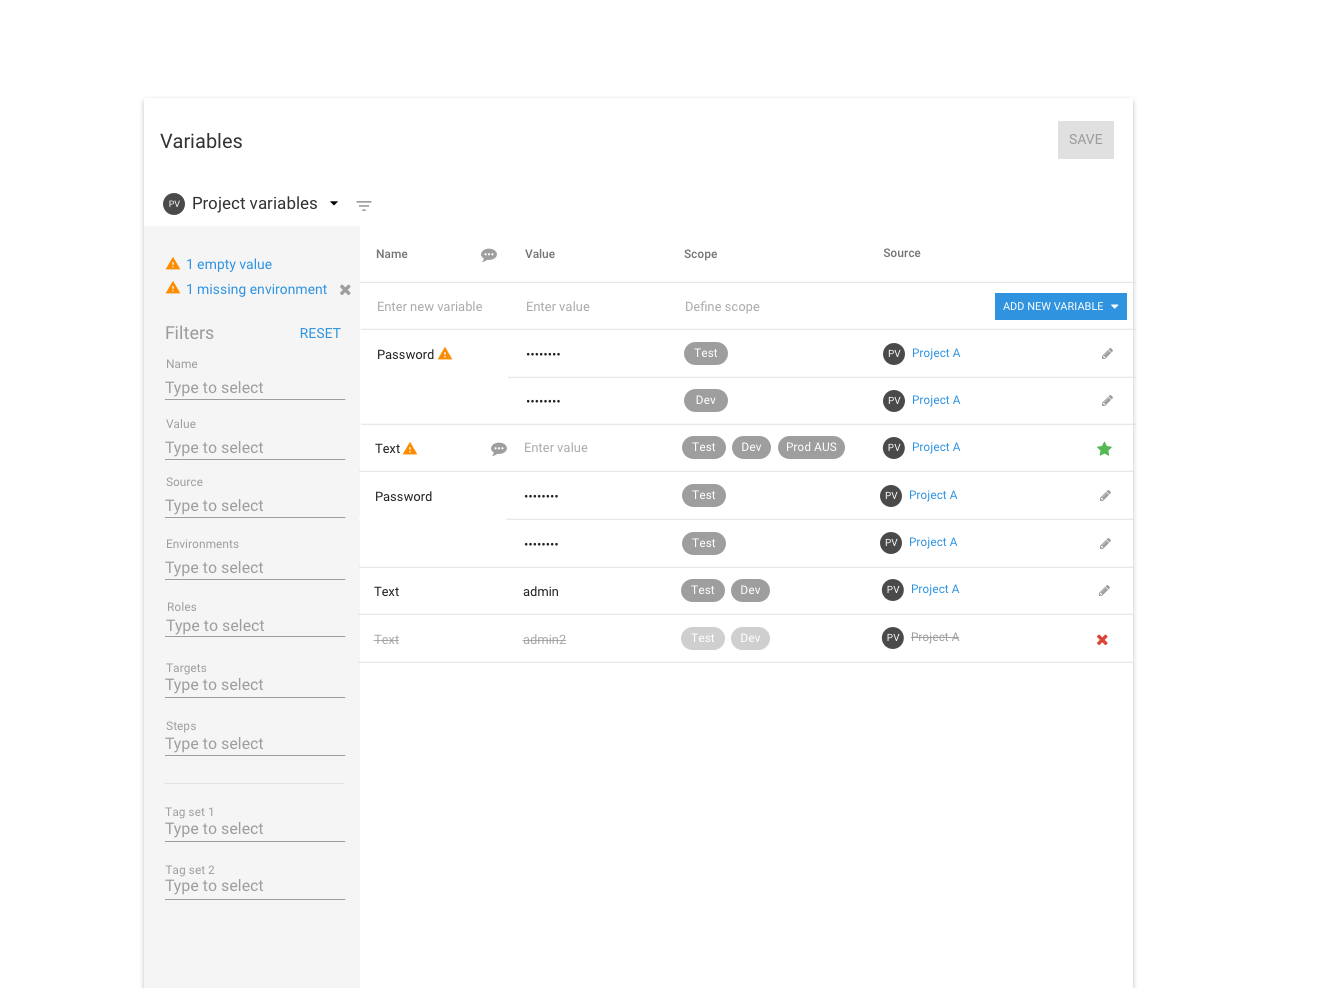 Variables
SAVE
PV Project variables
1 empty value
1 missing environment
Filters RESET
Name
Type to select
Value
Type to select
Source
Type to select
Environments
Type to select
Roles
Type to select
Targets
Type to select
Steps
Type to select
Tag set 1
Type to select
Tag set 2
Type to select
Name Value Scope Source
Enter new variable Enter value Define scope ADD NEW VARIABLE
Password •••••••• Test PV Project A
•••••••• Dev PV Project A
Text Enter value Test Dev Prod AUS PV Project A
Password •••••••• Test PV Project A
•••••••• Test PV Project A
Text admin Test Dev PV Project A
Text admin2 Test Dev PV Project A